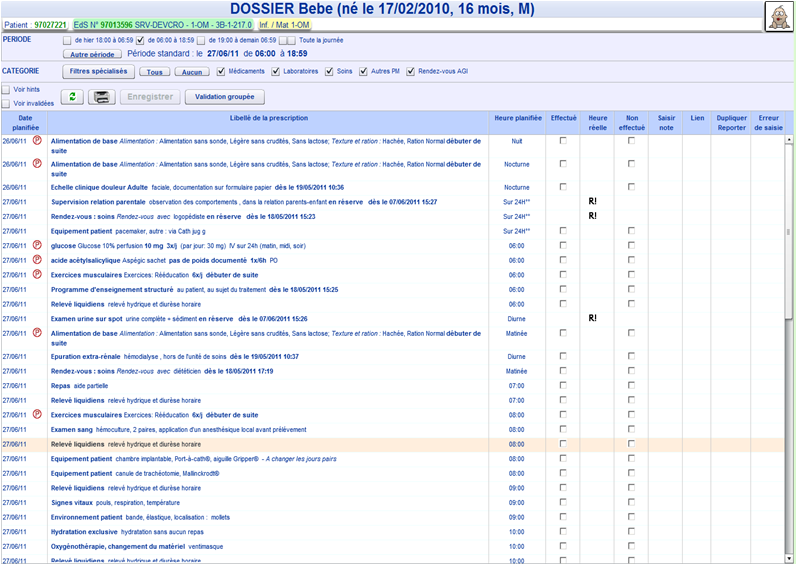 DOSSIER Bebe (né le 17/02/2010, 16 mois, M)
Patient : 97027221 EdS N° 97013596 SRV-DEVCRO - 1-OM - 3B-1-217.0 Inf. / Mat 1-OM
PERIODE de hier 18:00 à 06:59 de 06:00 à 18:59 de 19:00 à demain 06:59 Toute la journée
Autre période Période standard : le 27/06/11 de 06:00 à 18:59
CATEGORIE Filtres spécialisés Tous Aucun Médicaments Laboratoires Soins Autres PM Rendez-vous AGI
Voir hints
Voir invalidées
Enregistrer Validation groupée
Date planifiée Libellé de la prescription Heure planifiée Effectué Heure réelle Non effectué Saisir note Lien Dupliquer Reporter Erreur de saisie
26/06/11 P Alimentation de base Alimentation : Alimentation sans sonde, Légère sans crudités, Sans lactose; Texture et ration : Hachée, Ration Normal débuter de suite Nuit
26/06/11 P Alimentation de base Alimentation : Alimentation sans sonde, Légère sans crudités, Sans lactose; Texture et ration : Hachée, Ration Normal débuter de suite Nocturne
26/06/11 Echelle clinique douleur Adulte faciale, documentation sur formulaire papier dès le 19/05/2011 10:36 Nocturne
27/06/11 Supervision relation parentale observation des comportements , dans la relation parents-enfant en réserve dès le 07/06/2011 15:27 Sur 24H** R!
27/06/11 Rendez-vous : soins Rendez-vous avec logopédiste en réserve dès le 18/05/2011 15:23 Sur 24H** R!
27/06/11 Equipement patient pacemaker, autre : via Cath jug g Sur 24H**
27/06/11 P glucose Glucose 10% perfusion 10 mg 3x/j (par jour: 30 mg) IV sur 24h (matin, midi, soir) 06:00
27/06/11 P acide acétylsalicylique Aspégic sachet pas de poids documenté 1x/6h PO 06:00
27/06/11 P Exercices musculaires Exercices: Rééducation 6x/j débuter de suite 06:00
27/06/11 Programme d'enseignement structuré au patient, au sujet du traitement dès le 18/05/2011 15:25 06:00
27/06/11 Relevé liquidiens relevé hydrique et diurèse horaire 06:00
27/06/11 Examen urine sur spot urine complète + sédiment en réserve dès le 07/06/2011 15:26 Diurne R!
27/06/11 P Alimentation de base Alimentation : Alimentation sans sonde, Légère sans crudités, Sans lactose; Texture et ration : Hachée, Ration Normal débuter de suite Matinée
27/06/11 Epuration extra-rénale hémodialyse , hors de l'unité de soins dès le 19/05/2011 10:37 Diurne
27/06/11 Rendez-vous : soins Rendez-vous avec diététicien dès le 18/05/2011 17:19 Matinée
27/06/11 Repas aide partielle 07:00
27/06/11 Relevé liquidiens relevé hydrique et diurèse horaire 07:00
27/06/11 P Exercices musculaires Exercices: Rééducation 6x/j débuter de suite 08:00
27/06/11 Examen sang hémoculture, 2 paires, application d'un anesthésique local avant prélèvement 08:00
27/06/11 Relevé liquidiens relevé hydrique et diurèse horaire 08:00
27/06/11 Equipement patient chambre implantable, Port-à-cath®, aiguille Gripper® - A changer les jours pairs 08:00
27/06/11 Equipement patient canule de trachéotomie, Mallinckrodt® 08:00
27/06/11 Relevé liquidiens relevé hydrique et diurèse horaire 09:00
27/06/11 Signes vitaux pouls, respiration, température 09:00
27/06/11 Environnement patient bande, élastique, localisation : mollets 09:00
27/06/11 Hydratation exclusive hydratation sans aucun repas 10:00
27/06/11 Oxygénothérapie, changement du matériel ventimasque 10:00
27/06/11 Relevé liquidiens relevé hydrique et diurèse horaire 10:00